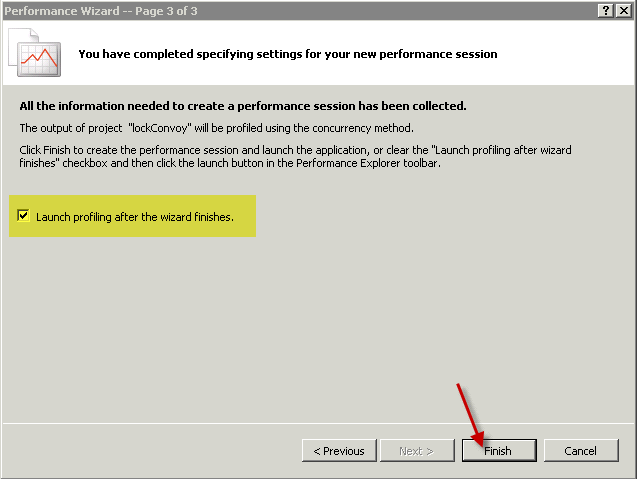 Performance Wizard -- Page 3 of 3
You have completed specifying settings for your new performance session
All the information needed to create a performance session has been collected.
The output of project "lockConvoy" will be profiled using the concurrency method.
Click Finish to create the performance session and launch the application, or clear the "Launch profiling after wizard
finishes" checkbox and then click the launch button in the Performance Explorer toolbar.
Launch profiling after the wizard finishes.
< Previous Next > Finish Cancel